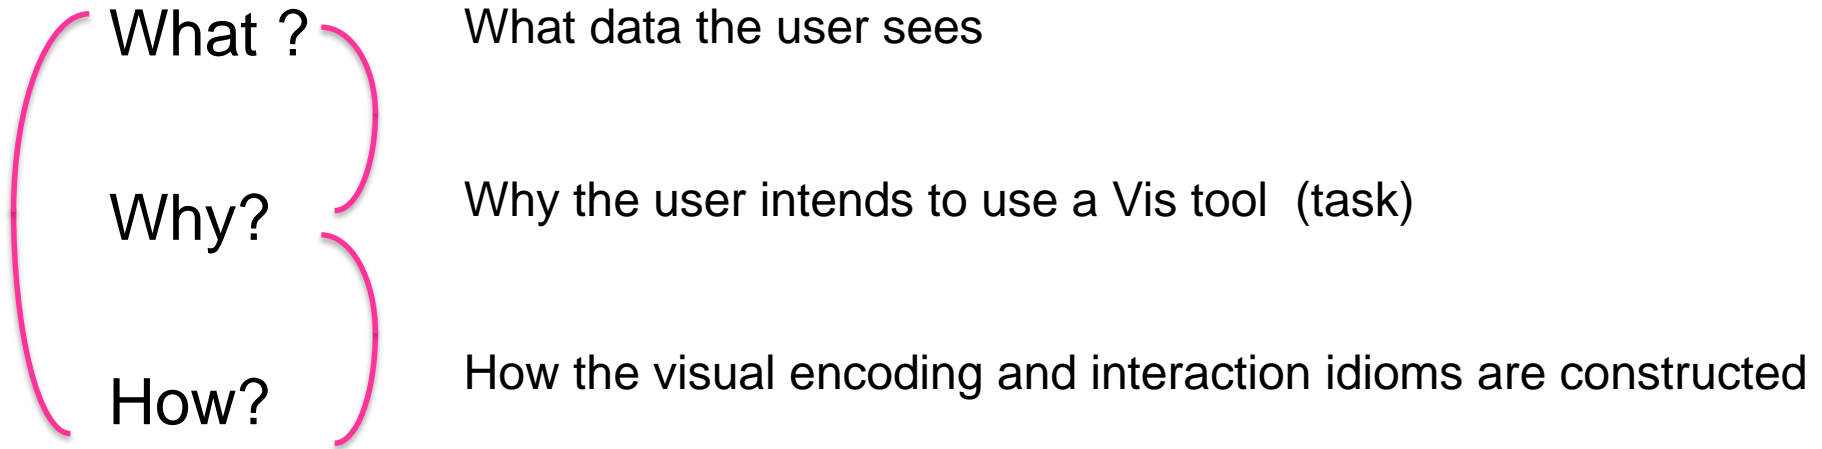 What ?
What data the user sees
Why?
Why the user intends to use a Vis tool (task)
How?
How the visual encoding and interaction idioms are constructed